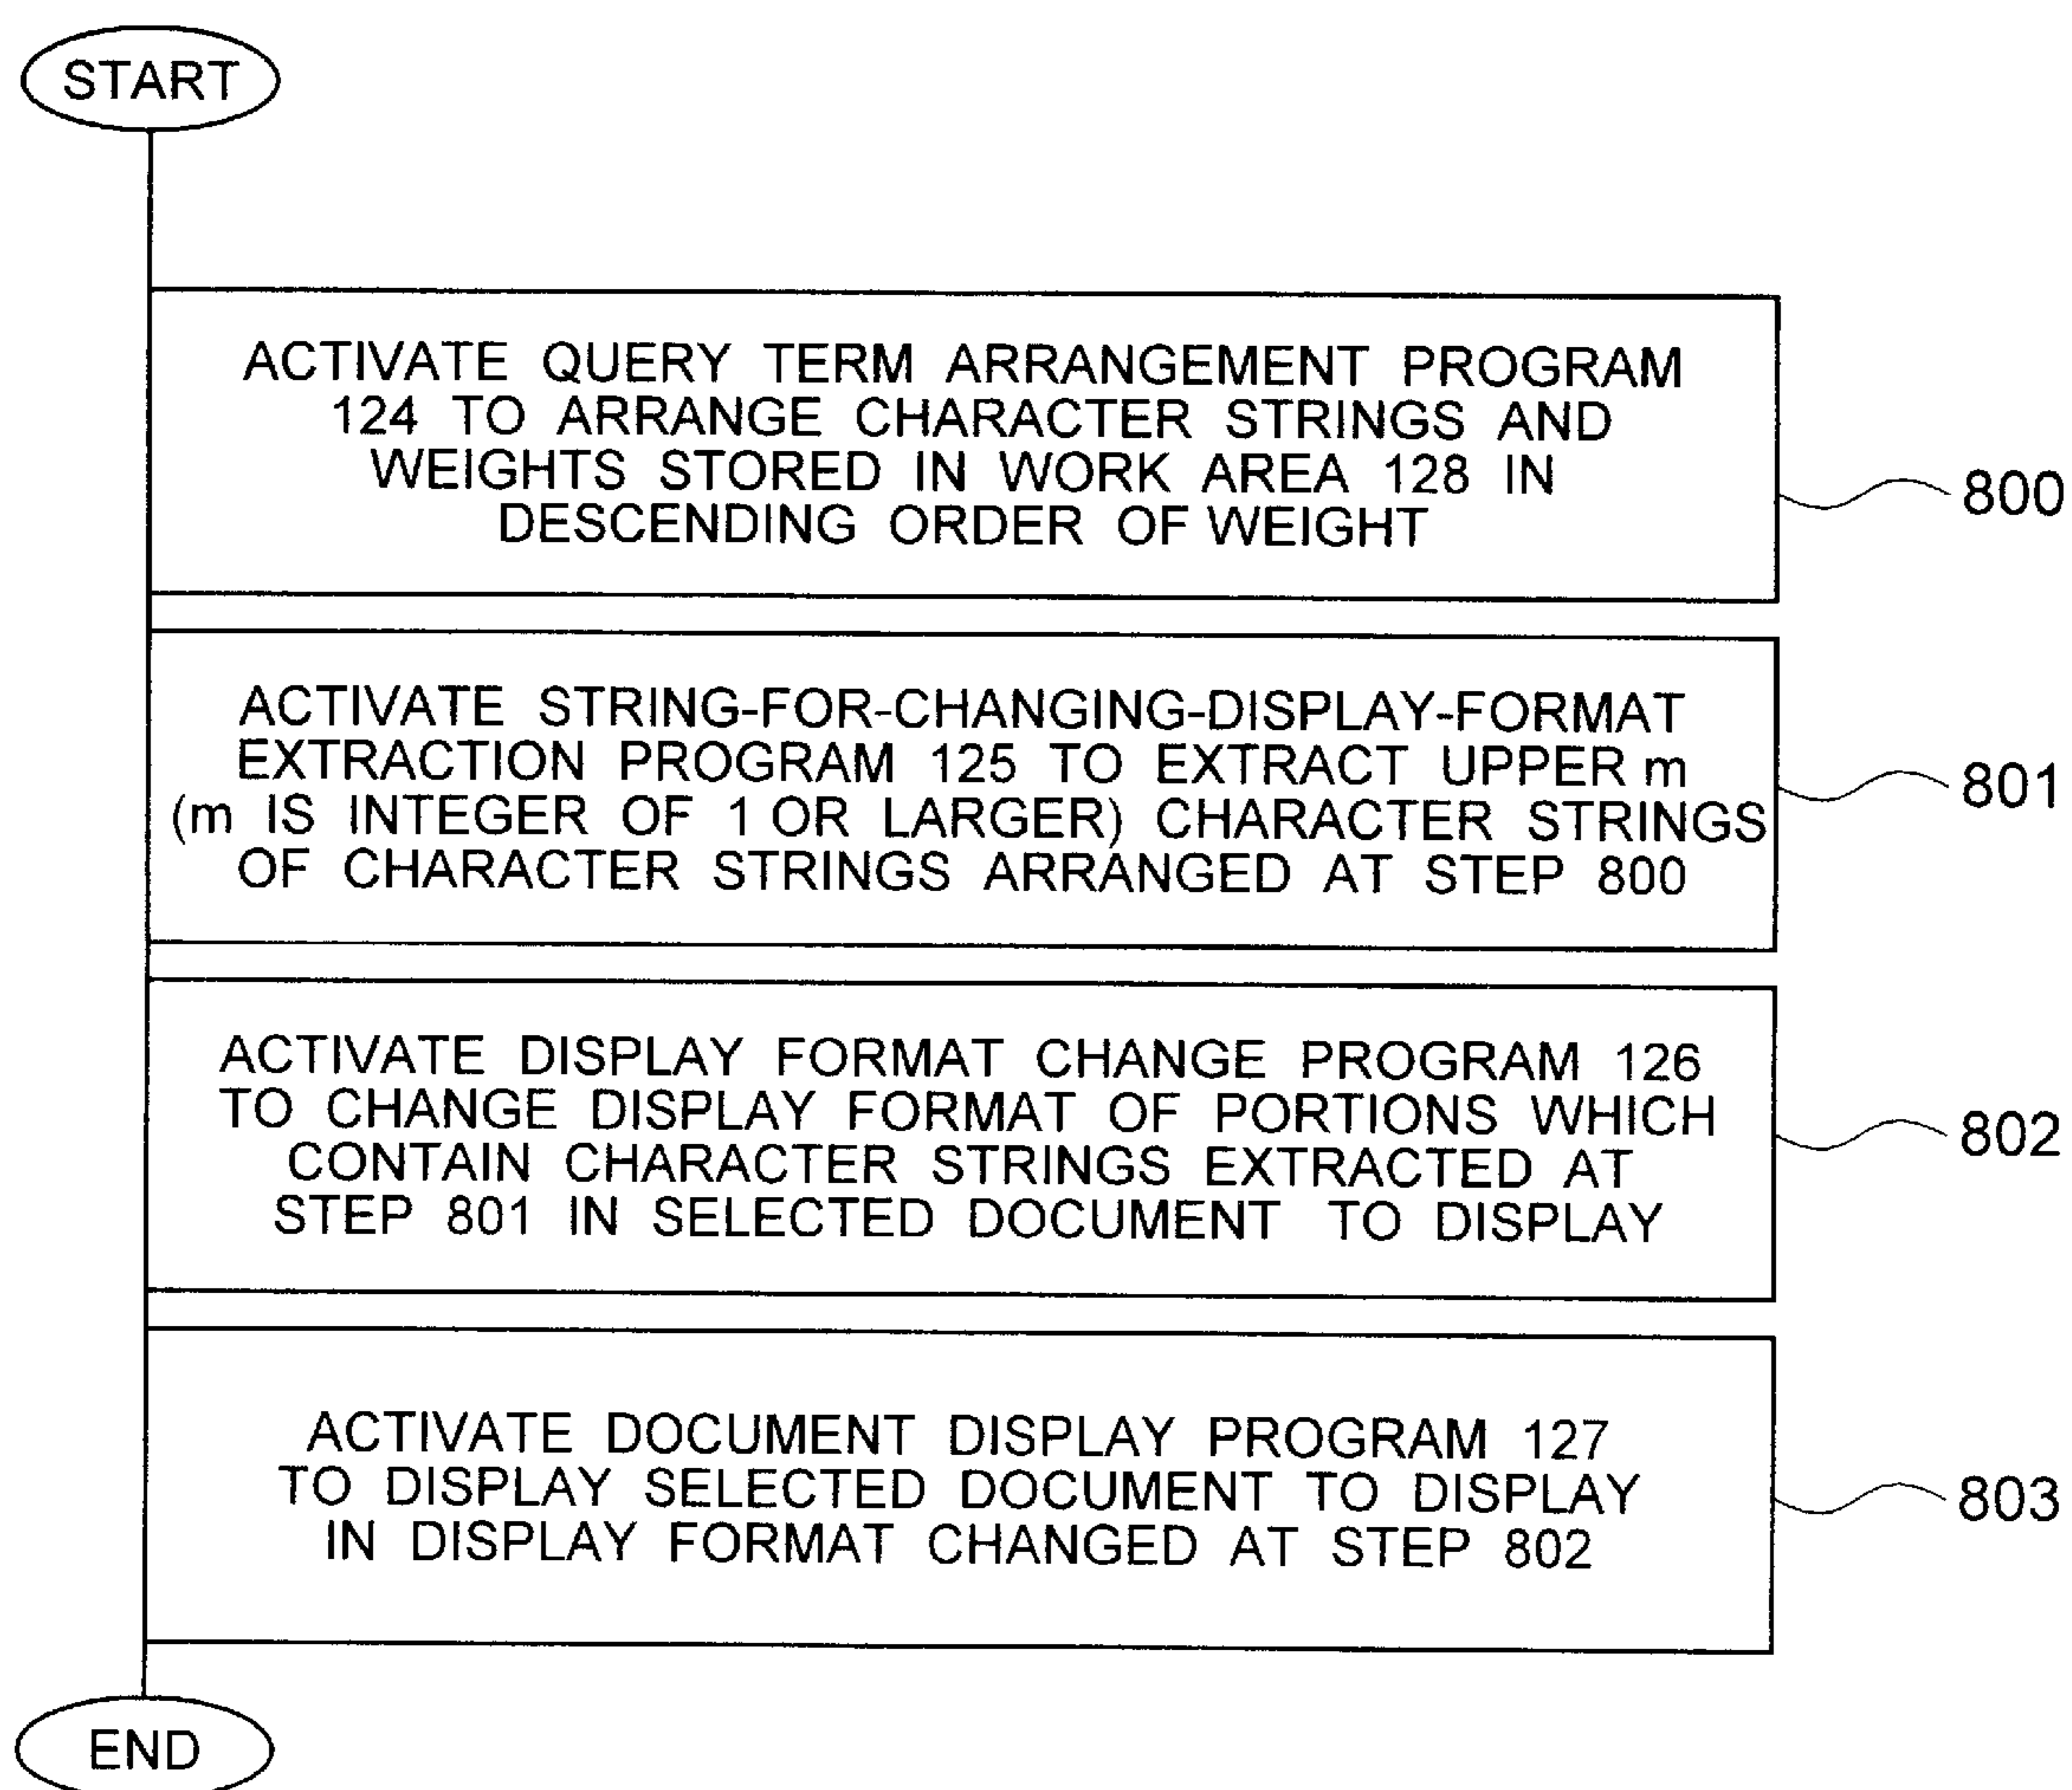 START
ACTIVATE QUERY TERM ARRANGEMENT PROGRAM
124 TO ARRANGE CHARACTER STRINGS AND
WEIGHTS STORED IN WORK AREA 128 IN
DESCENDING ORDER OF WEIGHT
800
ACTIVATE STRING-FOR-CHANGING-DISPLAY-FORMAT
EXTRACTION PROGRAM 125 TO EXTRACT UPPER m
(m IS INTEGER OF 1 OR LARGER) CHARACTER STRINGS
OF CHARACTER STRINGS ARRANGED AT STEP 800
801
ACTIVATE DISPLAY FORMAT CHANGE PROGRAM 126
TO CHANGE DISPLAY FORMAT OF PORTIONS WHICH
CONTAIN CHARACTER STRINGS EXTRACTED AT
STEP 801 IN SELECTED DOCUMENT TO DISPLAY
802
ACTIVATE DOCUMENT DISPLAY PROGRAM 127
TO DISPLAY SELECTED DOCUMENT TO DISPLAY
IN DISPLAY FORMAT CHANGED AT STEP 802
803
END